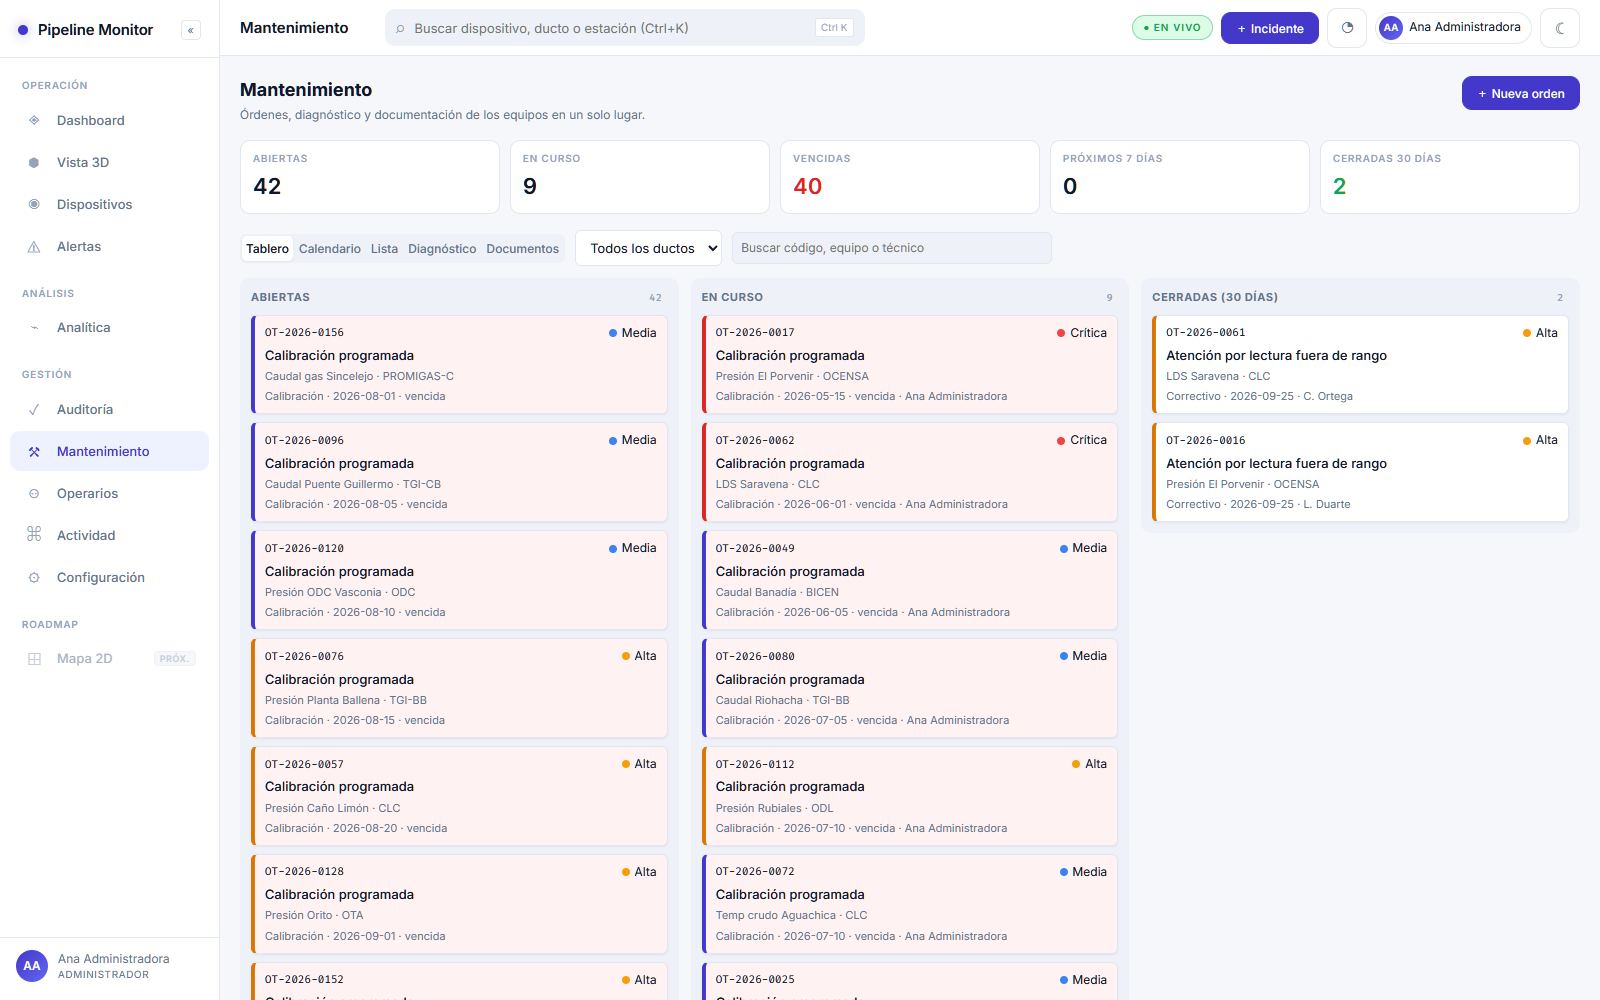 Pipeline Monitor
«
OPERACIÓN
Dashboard
Vista 3D
Dispositivos
Alertas
ANÁLISIS
Analítica
GESTIÓN
Auditoría
Mantenimiento
Operarios
Actividad
Configuración
ROADMAP
Mapa 2D PRÓX.
AA Ana Administradora
ADMINISTRADOR
Mantenimiento
Buscar dispositivo, ducto o estación (Ctrl+K) Ctrl K
EN VIVO
+ Incidente
AA Ana Administradora
Mantenimiento
Órdenes, diagnóstico y documentación de los equipos en un solo lugar.
+ Nueva orden
ABIERTAS
42
EN CURSO
9
VENCIDAS
40
PRÓXIMOS 7 DÍAS
0
CERRADAS 30 DÍAS
2
Tablero Calendario Lista Diagnóstico Documentos
Todos los ductos
Buscar código, equipo o técnico
ABIERTAS 42
OT-2026-0156 Media
Calibración programada
Caudal gas Sincelejo · PROMIGAS-C
Calibración · 2026-08-01 · vencida
OT-2026-0096 Media
Calibración programada
Caudal Puente Guillermo · TGI-CB
Calibración · 2026-08-05 · vencida
OT-2026-0120 Media
Calibración programada
Presión ODC Vasconia · ODC
Calibración · 2026-08-10 · vencida
OT-2026-0076 Alta
Calibración programada
Presión Planta Ballena · TGI-BB
Calibración · 2026-08-15 · vencida
OT-2026-0057 Alta
Calibración programada
Presión Caño Limón · CLC
Calibración · 2026-08-20 · vencida
OT-2026-0128 Alta
Calibración programada
Presión Orito · OTA
Calibración · 2026-09-01 · vencida
OT-2026-0152 Alta
Calibración programada
EN CURSO 9
OT-2026-0017 Crítica
Calibración programada
Presión El Porvenir · OCENSA
Calibración · 2026-05-15 · vencida · Ana Administradora
OT-2026-0062 Crítica
Calibración programada
LDS Saravena · CLC
Calibración · 2026-06-01 · vencida · Ana Administradora
OT-2026-0049 Media
Calibración programada
Caudal Banadía · BICEN
Calibración · 2026-06-05 · vencida · Ana Administradora
OT-2026-0080 Media
Calibración programada
Caudal Riohacha · TGI-BB
Calibración · 2026-07-05 · vencida · Ana Administradora
OT-2026-0112 Alta
Calibración programada
Presión Rubiales · ODL
Calibración · 2026-07-10 · vencida · Ana Administradora
OT-2026-0072 Media
Calibración programada
Temp crudo Aguachica · CLC
Calibración · 2026-07-10 · vencida · Ana Administradora
OT-2026-0025 Media
Calibración programada
CERRADAS (30 DÍAS) 2
OT-2026-0061 Alta
Atención por lectura fuera de rango
LDS Saravena · CLC
Correctivo · 2026-09-25 · C. Ortega
OT-2026-0016 Alta
Atención por lectura fuera de rango
Presión El Porvenir · OCENSA
Correctivo · 2026-09-25 · L. Duarte